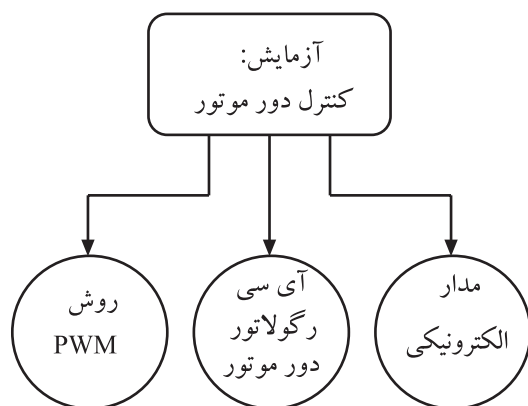 آزمایش:
کنترل دور موتور
مدار
الکترونیکی
آی سی
رگولاتور
دور موتور
روش
PWM